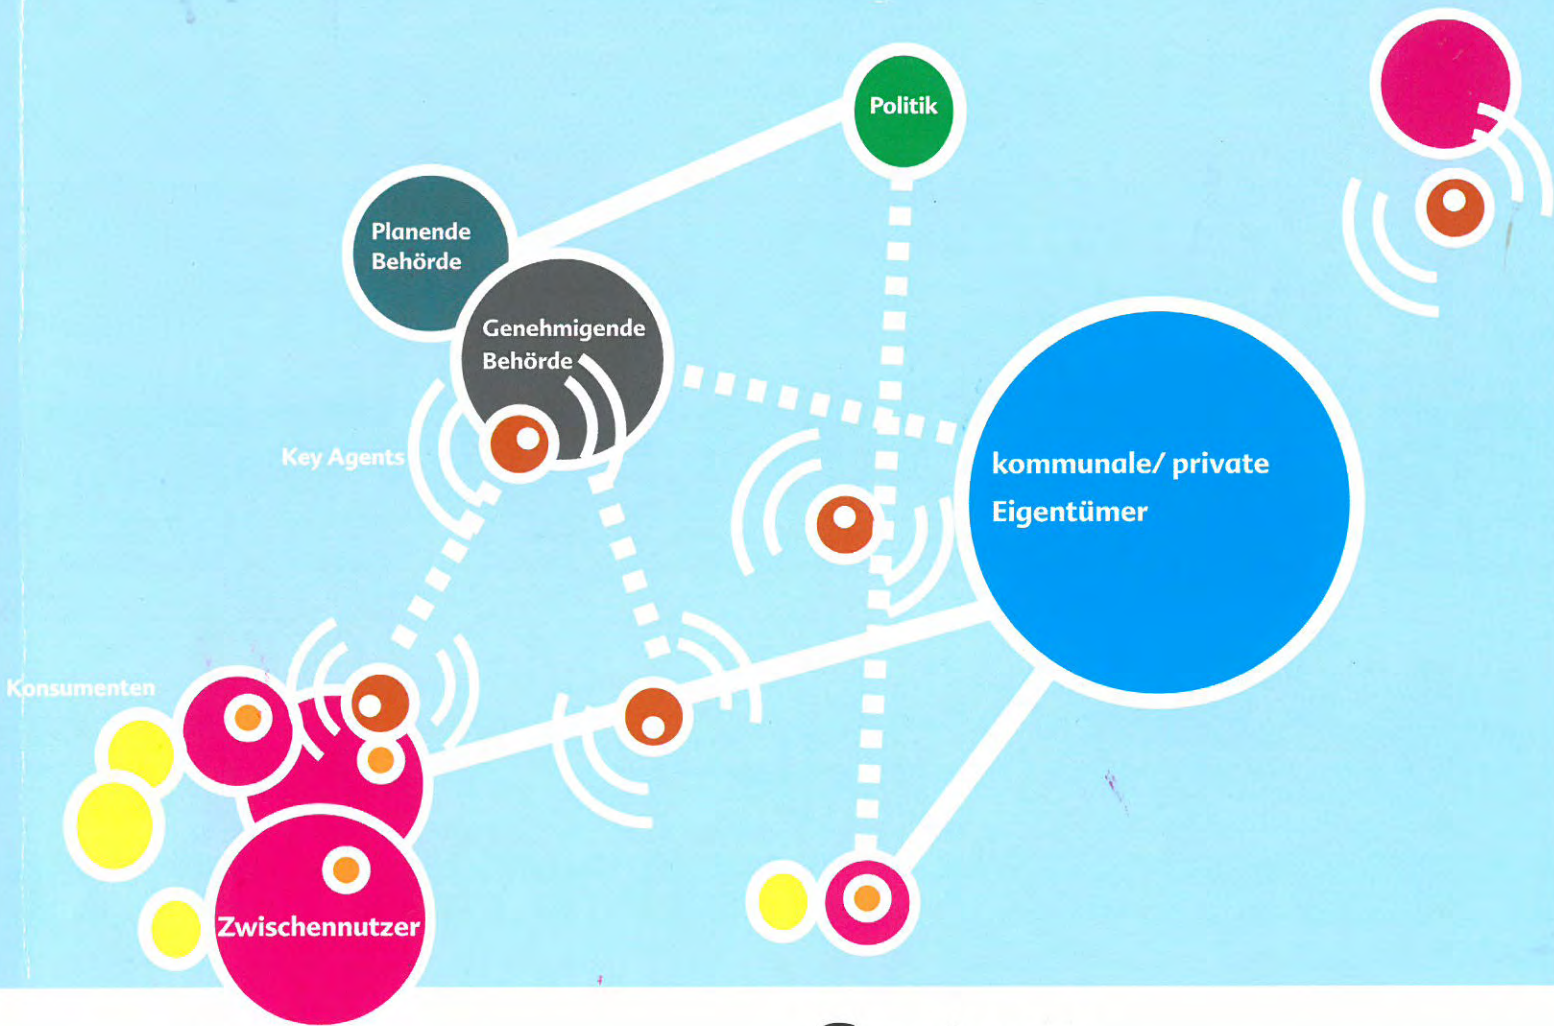 Politik
Planende
Behörde
Genehmigende
Behörde
Key Agents
kommunale/ private
Eigentümer
Konsumenten
Zwischennutzer